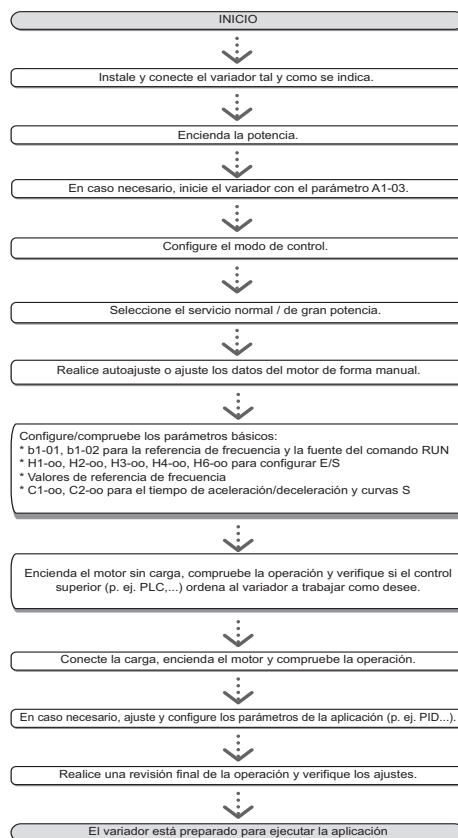 INICIO
Instale y conecte el variador tal y como se indica.
Encienda la potencia.
En caso necesario, inicie el variador con el parámetro A1-03.
Configure el modo de control.
Seleccione el servicio normal / de gran potencia.
Realice autoajuste o ajuste los datos del motor de forma manual.
Configure/compruebe los parámetros básicos:
* b1-01, b1-02 para la referencia de frecuencia y la fuente del comando RUN
* H1-oo, H2-oo, H3-oo, H4-oo, H6-oo para configurar E/S
* Valores de referencia de frecuencia
* C1-oo, C2-oo para el tiempo de aceleración/deceleración y curvas S
Encienda el motor sin carga, compruebe la operación y verifique si el control
superior (p. ej. PLC,...) ordena al variador a trabajar como desee.
Conecte la carga, encienda el motor y compruebe la operación.
En caso necesario, ajuste y configure los parámetros de la aplicación (p. ej. PID...).
Realice una revisión final de la operación y verifique los ajustes.
El variador está preparado para ejecutar la aplicación